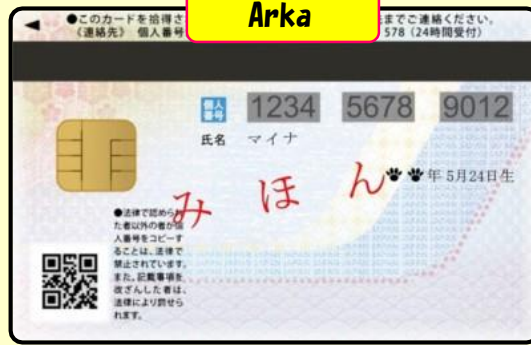 Arka
●このカードを拾得さ
までご連絡ください。
《連絡先》 個人番号
578（24時間受付）
個人番号 1234 5678 9012
氏名 マイナ
年 5月24日生
みほん
●法律で認められ
た者以外の者が個
人番号をコピーす
ることは、法律で
禁止されています。
また、記載事項を
改ざんした者は、
法律により罰せら
れます。